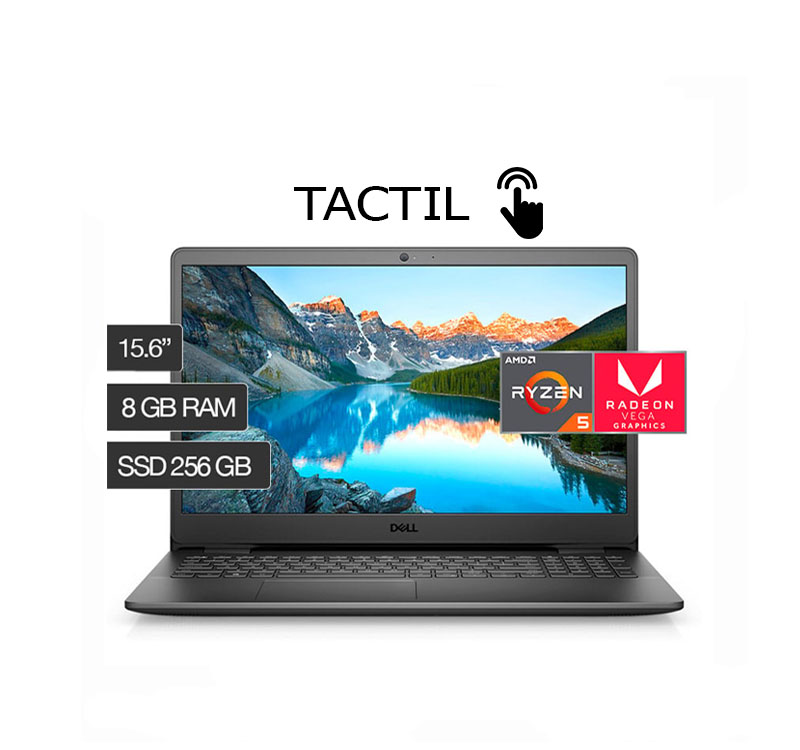 TACTIL
15.6”
8 GB RAM
SSD 256 GB
AMD
RYZEN
5
RADEON
VEGA
GRAPHICS
DELL